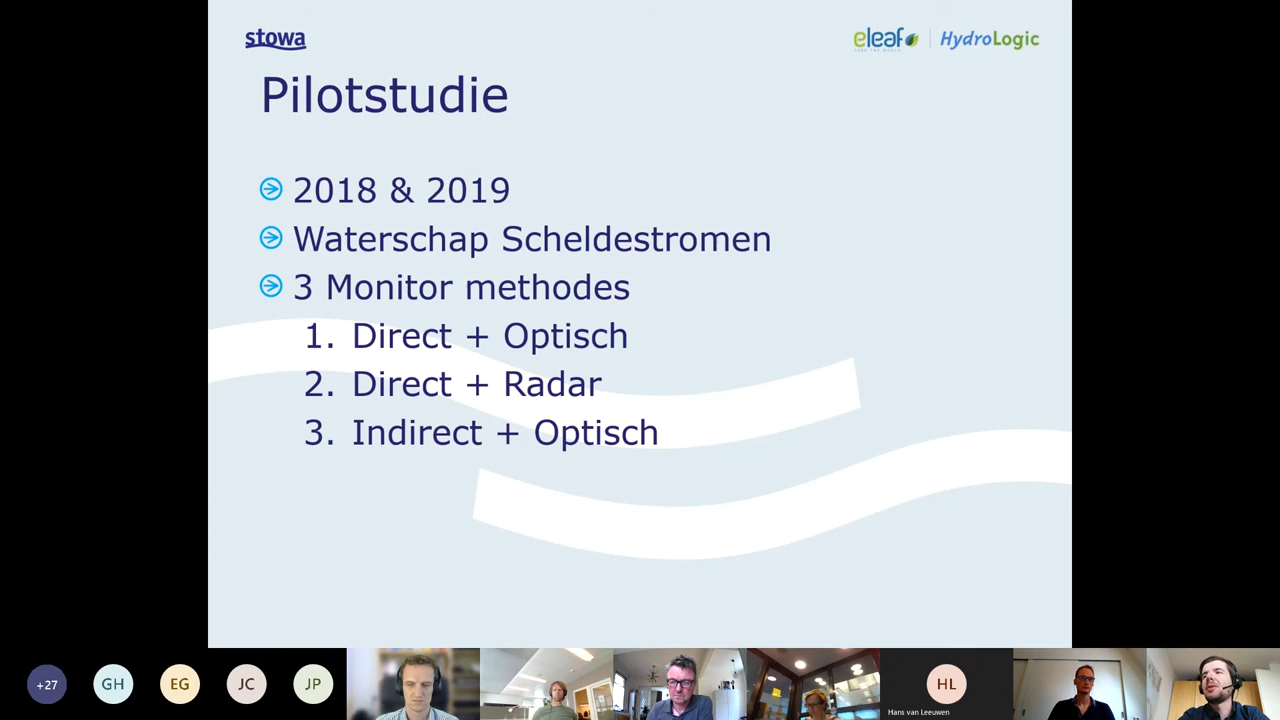 stowa
eleaf
HydroLogic
Pilotstudie
2018 & 2019
Waterschap Scheldestromen
3 Monitor methodes
1. Direct + Optisch
2. Direct + Radar
3. Indirect + Optisch
+27
GH
EG
JC
JP
HL
Hans van Leeuwen